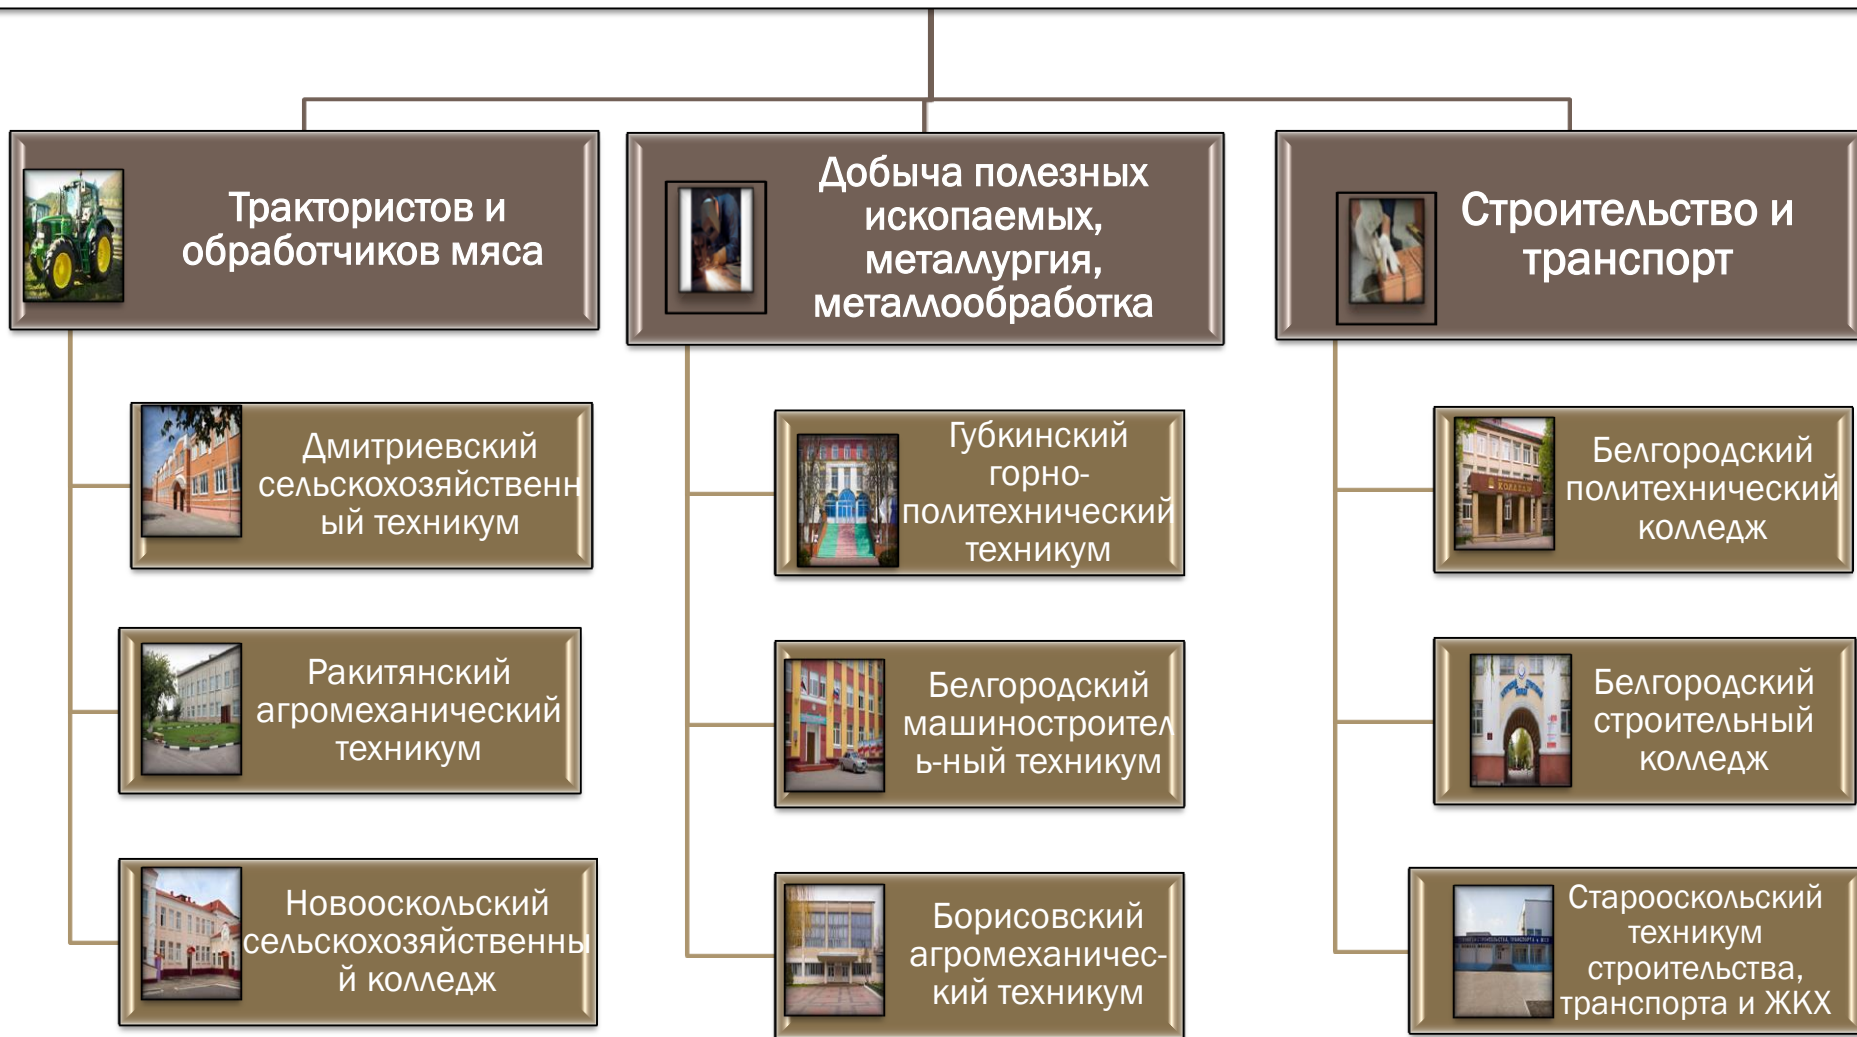 Трактористов и
обработчиков мяса
Дмитриевский
сельскохозяйственн
ый техникум
Ракитянский
агромеханический
техникум
Новооскольский
сельскохозяйственны
й колледж
Добыча полезных
ископаемых,
металлургия,
металлообработка
Губкинский
горно-
политехнический
техникум
Белгородский
машиностроител
ь-ный техникум
Борисовский
агромеханичес-
кий техникум
Строительство и
транспорт
Белгородский
политехнический
колледж
КОЛЛЕДЖ
Белгородский
строительный
колледж
Старооскольский
техникум
строительства,
транспорта и ЖКХ